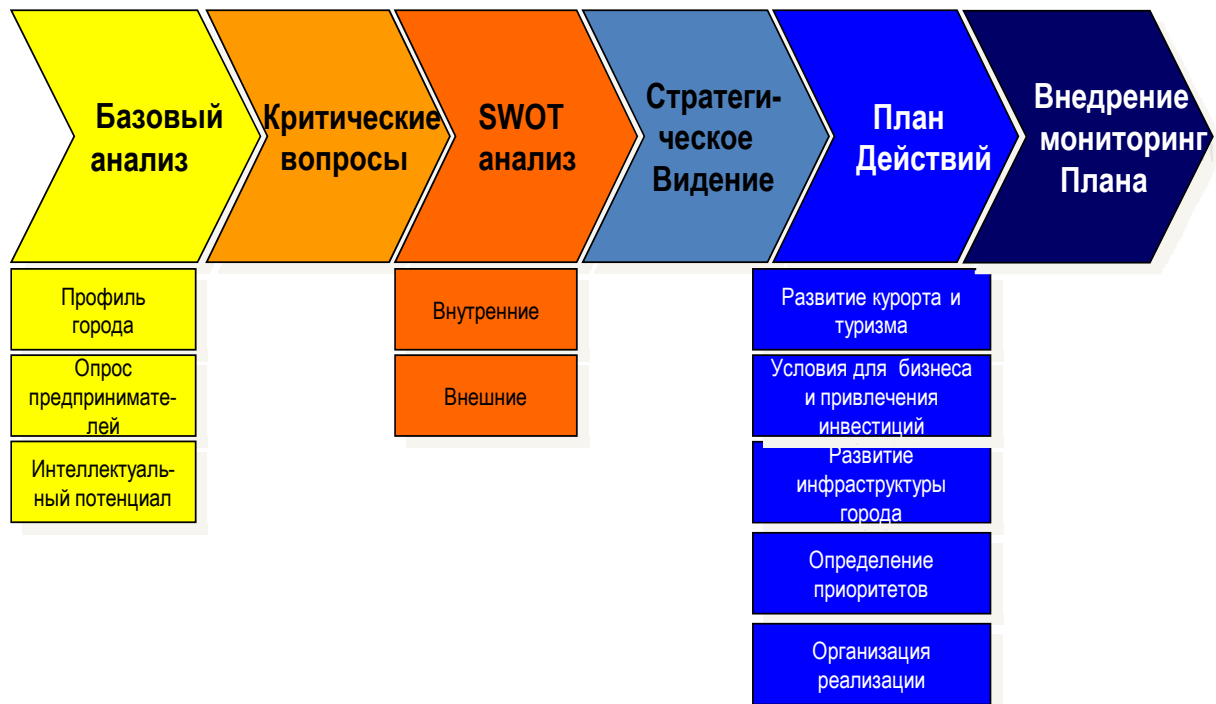 Базовый
анализ
Критические
вопросы
SWOT
анализ
Стратеги-
ческое
Видение
План
Действий
Внедрение
мониторинг
Плана
Профиль
города
Опрос
предпринимате-
лей
Интеллектуаль-
ный потенциал
Внутренние
Внешние
Развитие курорта и
туризма
Условия для бизнеса
и привлечения
инвестиций
Развитие
инфраструктуры
города
Определение
приоритетов
Организация
реализации